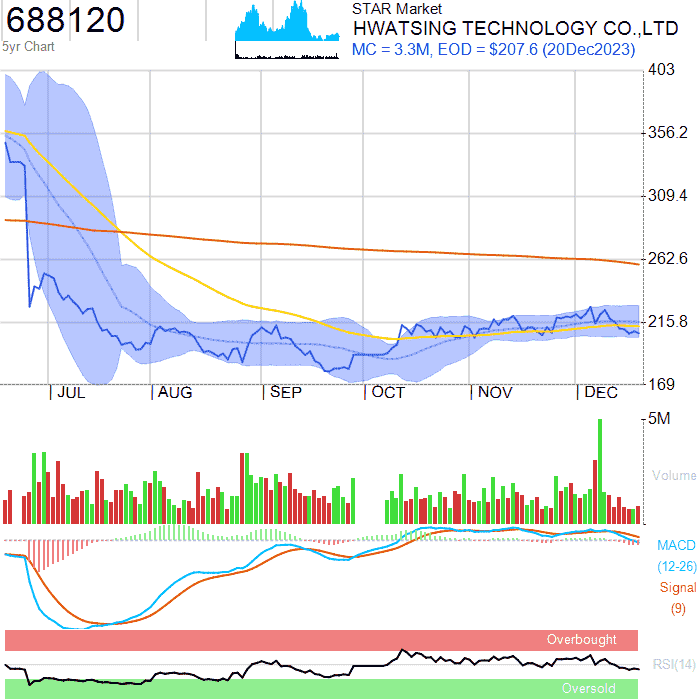 688120
STAR Market
HWATSING TECHNOLOGY CO.,LTD
5yr Chart
MC = 3.3M, EOD = $207.6 (20Dec2023)
403
356.2
309.4
262.6
215.8
169
JUL
AUG
SEP
OCT
NOV
DEC
5M
Volume
MACD
(12-26)
Signal
(9)
Overbought
RSI(14)
Oversold